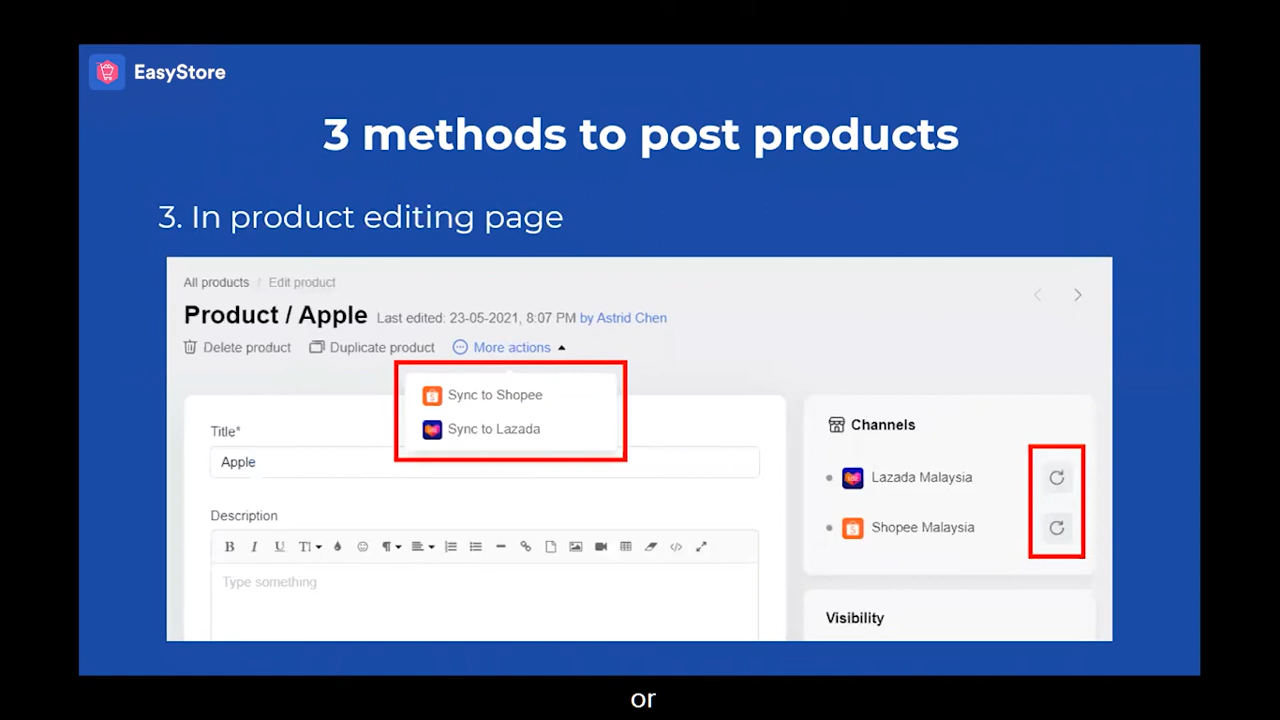 EasyStore
3 methods to post products
3. In product editing page
All products / Edit product
Product / Apple Last edited: 23-05-2021, 8:07 PM by Astrid Chen
Delete product Duplicate product More actions
Sync to Shopee
Sync to Lazada
Title*
Apple
Description
B I U T
Type something
Channels
Lazada Malaysia
Shopee Malaysia
Visibility
or